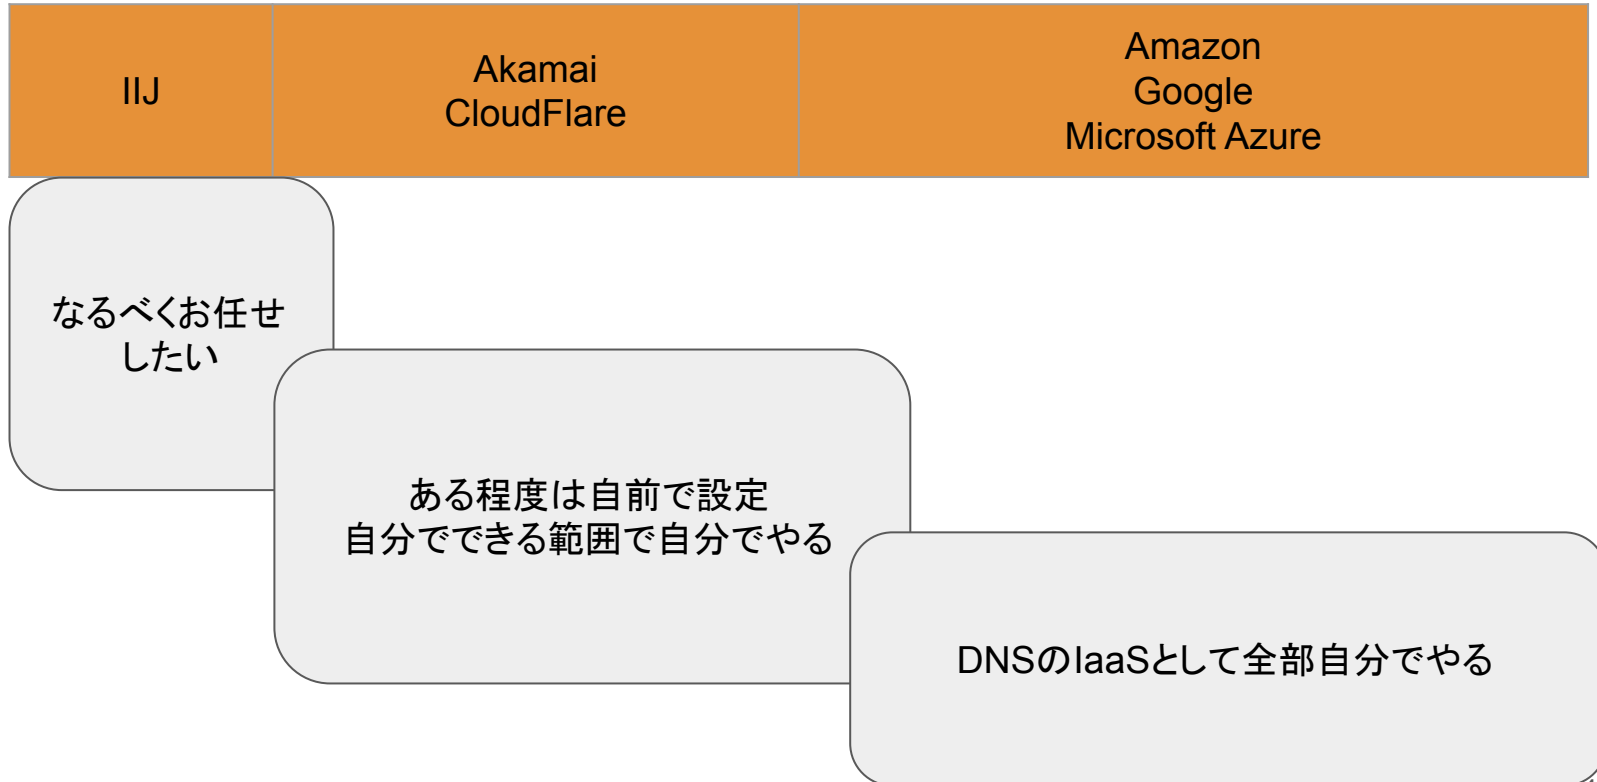 IIJ
Akamai
CloudFlare
Amazon
Google
Microsoft Azure
なるべくお任せ
したい
ある程度は自前で設定
自分でできる範囲で自分でやる
DNSのIaaSとして全部自分でやる